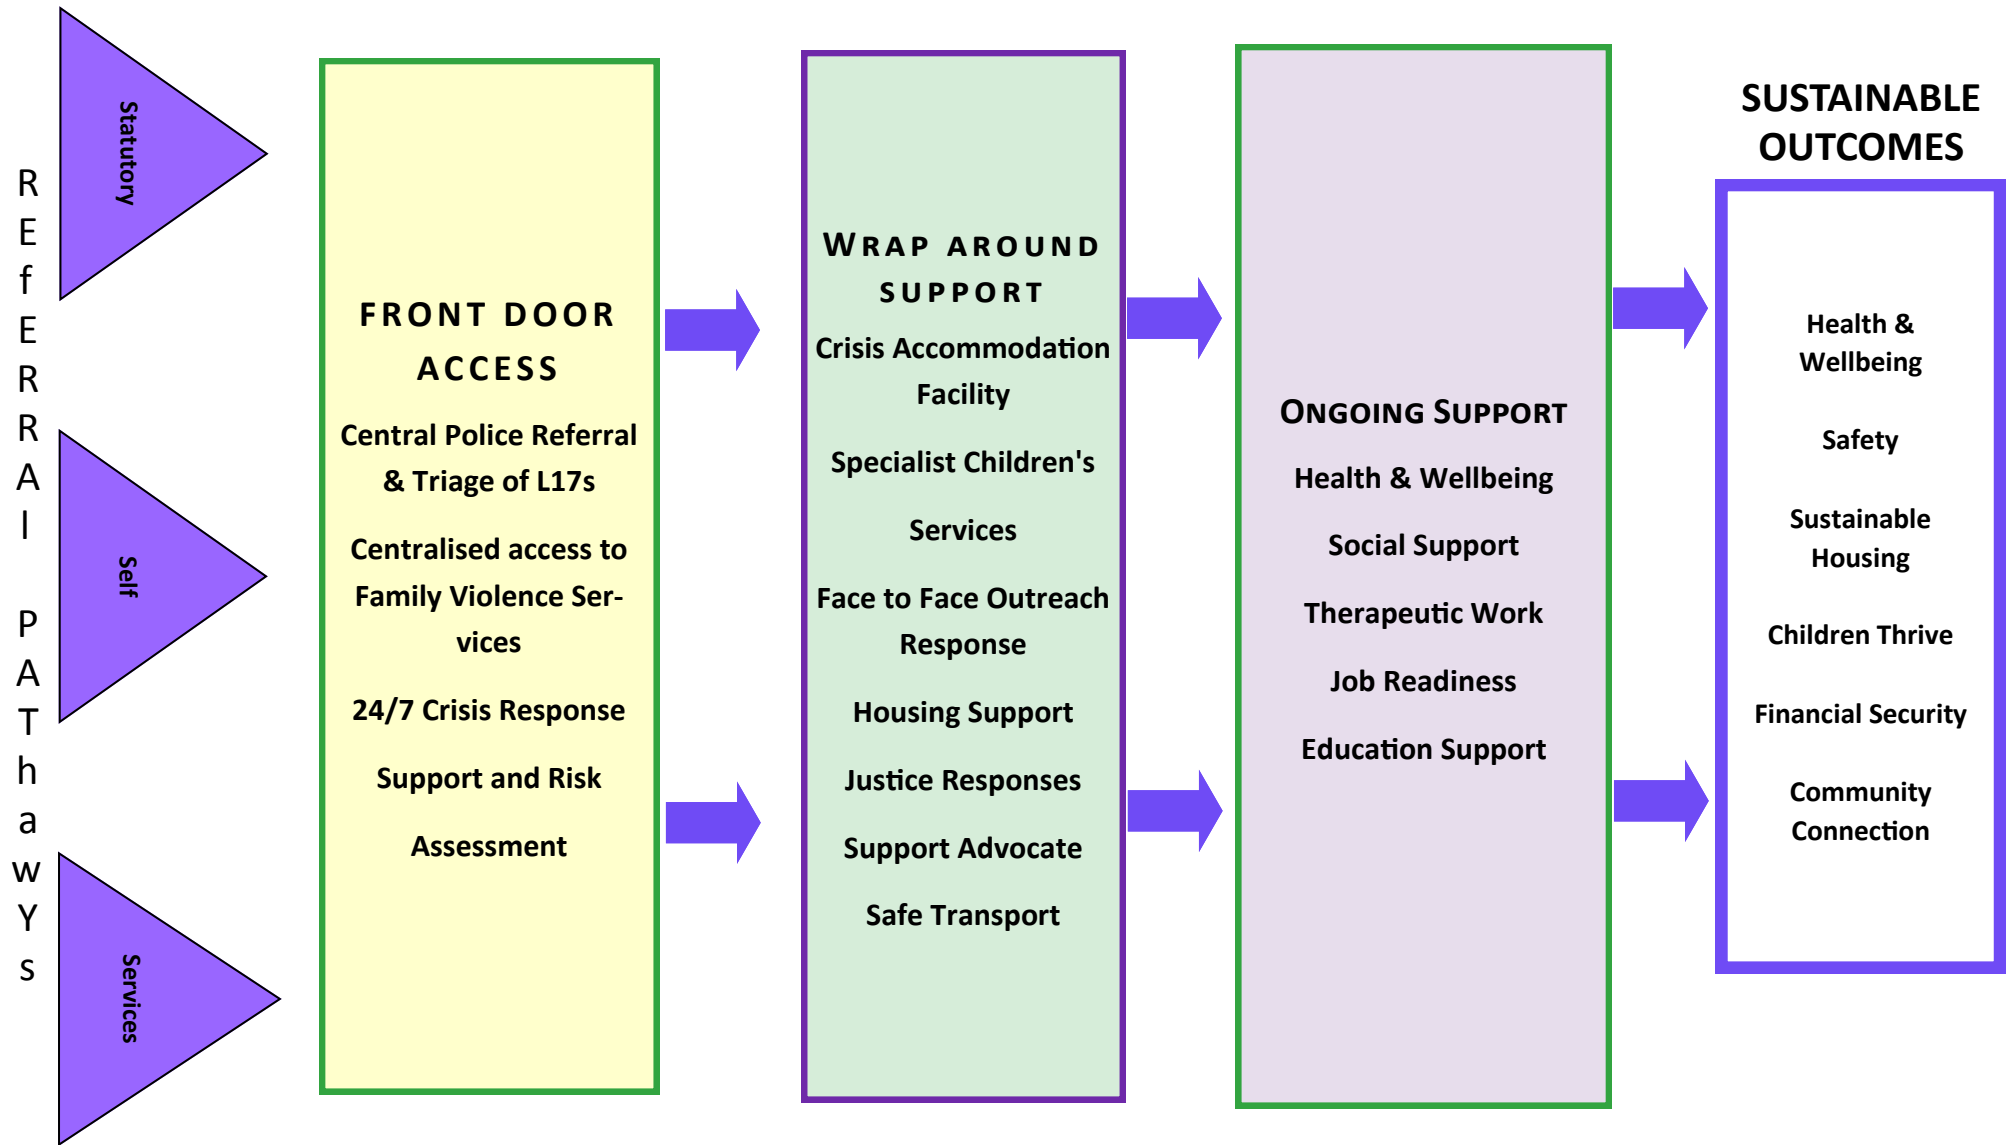 REfERRAl PAThawYs
Statutory
Self
Services
FRONT DOOR
ACCESS
Central Police Referral
& Triage of L17s
Centralised access to
Family Violence Ser-
vices
24/7 Crisis Response
Support and Risk
Assessment
WRAP AROUND
SUPPORT
Crisis Accommodation
Facility
Specialist Children's
Services
Face to Face Outreach
Response
Housing Support
Justice Responses
Support Advocate
Safe Transport
ONGOING SUPPORT
Health & Wellbeing
Social Support
Therapeutic Work
Job Readiness
Education Support
SUSTAINABLE
OUTCOMES
Health &
Wellbeing
Safety
Sustainable
Housing
Children Thrive
Financial Security
Community
Connection